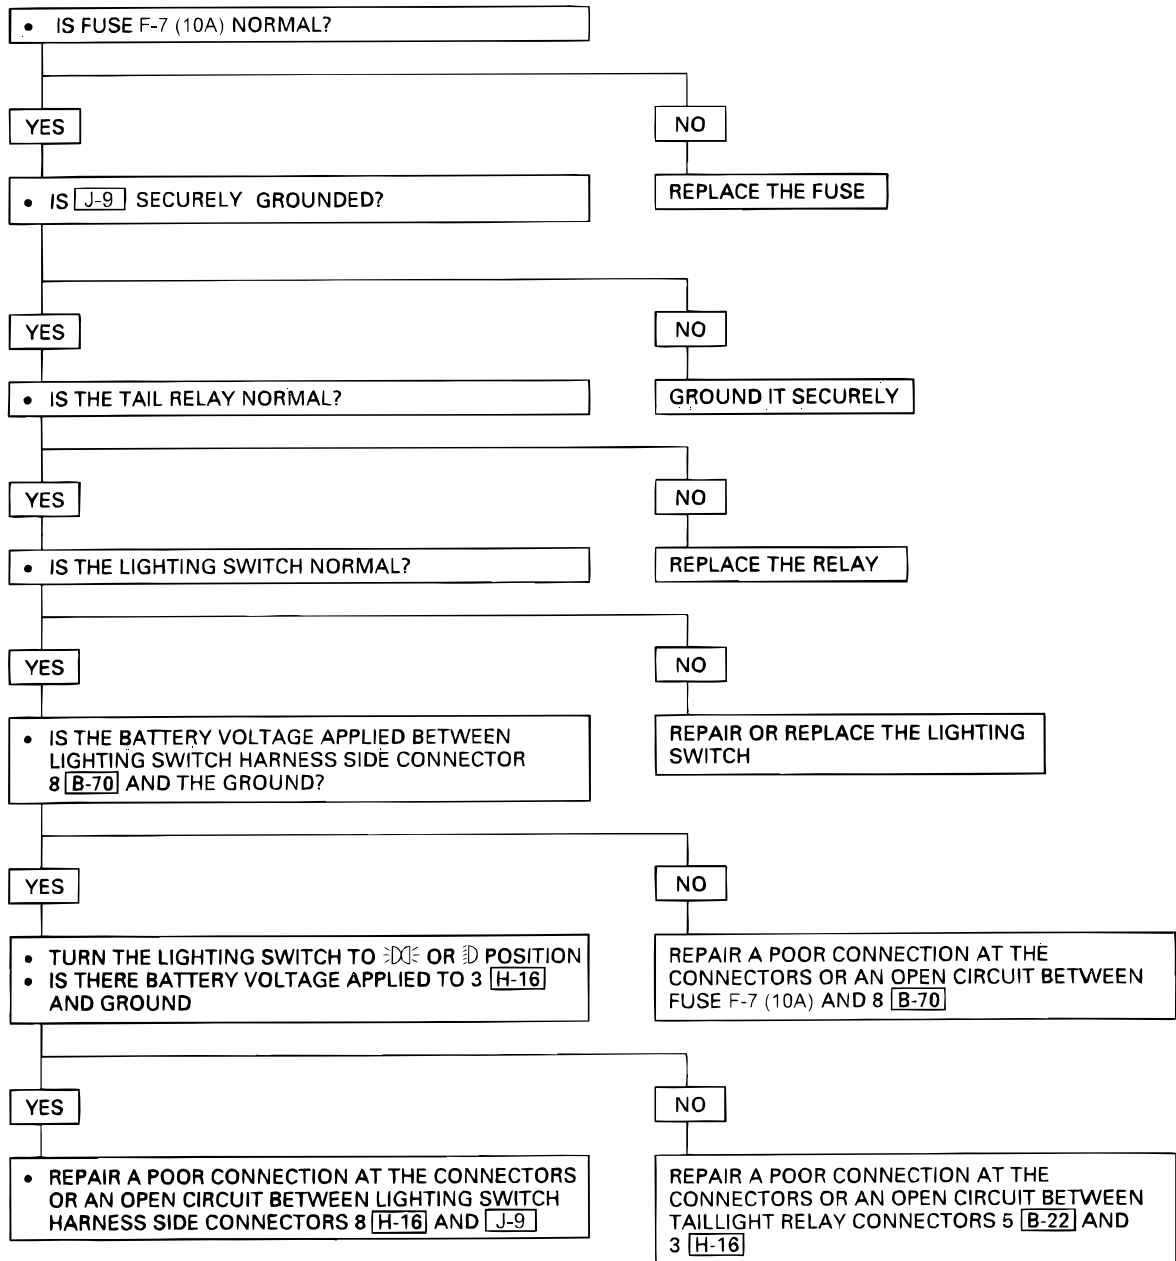 • IS FUSE F-7 (10A) NORMAL?
YES
NO
• IS J-9 SECURELY GROUNDED?
REPLACE THE FUSE
YES
NO
• IS THE TAIL RELAY NORMAL?
GROUND IT SECURELY
YES
NO
• IS THE LIGHTING SWITCH NORMAL?
REPLACE THE RELAY
YES
NO
• IS THE BATTERY VOLTAGE APPLIED BETWEEN
LIGHTING SWITCH HARNESS SIDE CONNECTOR
8 B-70 AND THE GROUND?
REPAIR OR REPLACE THE LIGHTING
SWITCH
YES
NO
• TURN THE LIGHTING SWITCH TO OR POSITION
• IS THERE BATTERY VOLTAGE APPLIED TO 3 H-16
AND GROUND
REPAIR A POOR CONNECTION AT THE
CONNECTORS OR AN OPEN CIRCUIT BETWEEN
FUSE F-7 (10A) AND 8 B-70
YES
NO
• REPAIR A POOR CONNECTION AT THE CONNECTORS
OR AN OPEN CIRCUIT BETWEEN LIGHTING SWITCH
HARNESS SIDE CONNECTORS 8 H-16 AND J-9
REPAIR A POOR CONNECTION AT THE
CONNECTORS OR AN OPEN CIRCUIT BETWEEN
TAILLIGHT RELAY CONNECTORS 5 B-22 AND
3 H-16